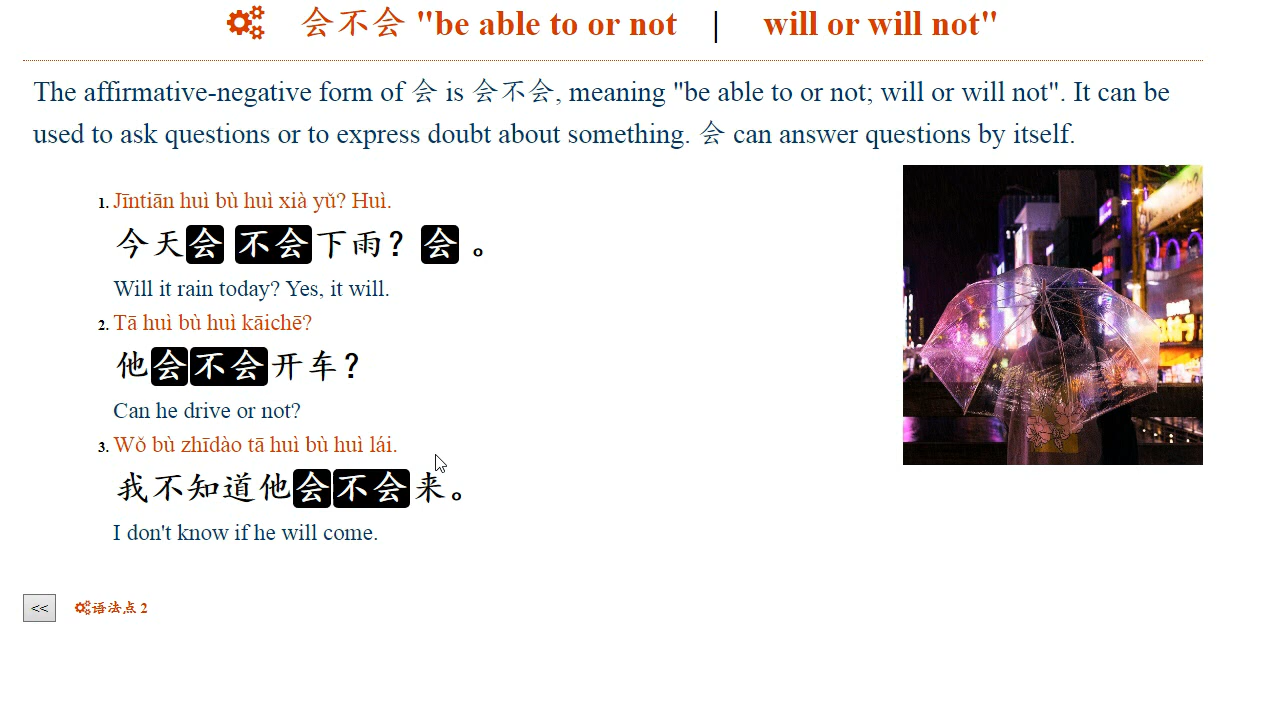 会不会 "be able to or not | will or will not"
The affirmative-negative form of 会 is 会不会, meaning "be able to or not; will or will not". It can be
used to ask questions or to express doubt about something. 会 can answer questions by itself.
1. Jīntiān huì bù huì xià yǔ? Huì.
今天会 不会下雨? 会 。
Will it rain today? Yes, it will.
2. Tā huì bù huì kāichē?
他会不会开车?
Can he drive or not?
3. Wǒ bù zhīdào tā huì bù huì lái.
我不知道他会不会来。
I don't know if he will come.
<< 语法点 2